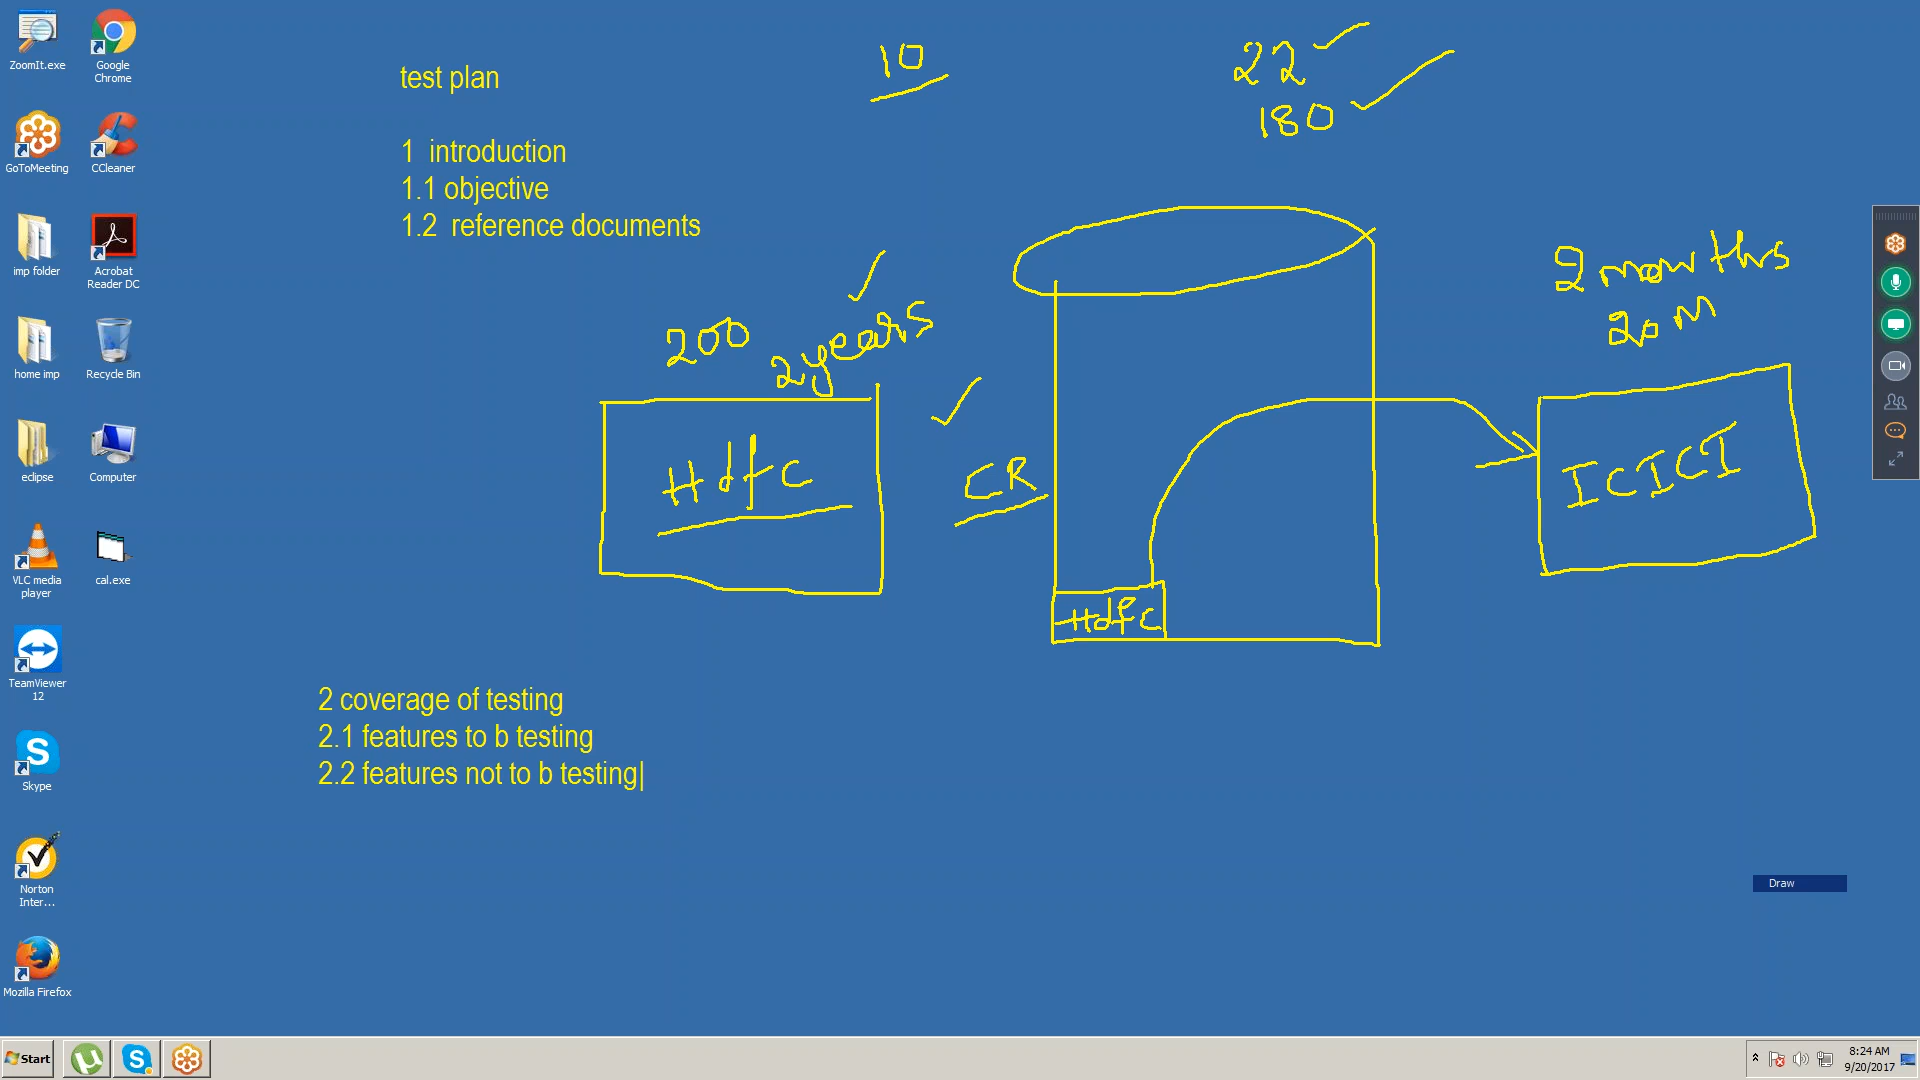 ZoomIt.exe
Google
Chrome
GoToMeeting
CCleaner
imp folder
Acrobat
Reader DC
home imp
Recycle Bin
eclipse
Computer
VLC media
player
cal.exe
TeamViewer
12
Skype
Norton
Inter...
Mozilla Firefox
test plan
1 introduction
1.1 objective
1.2 reference documents
10
22
180
200
2years
Hdfc
CR
Hdfc
2 months
20 M
ICICI
2 coverage of testing
2.1 features to b testing
2.2 features not to b testing
Draw
Start
8:24 AM
9/20/2017